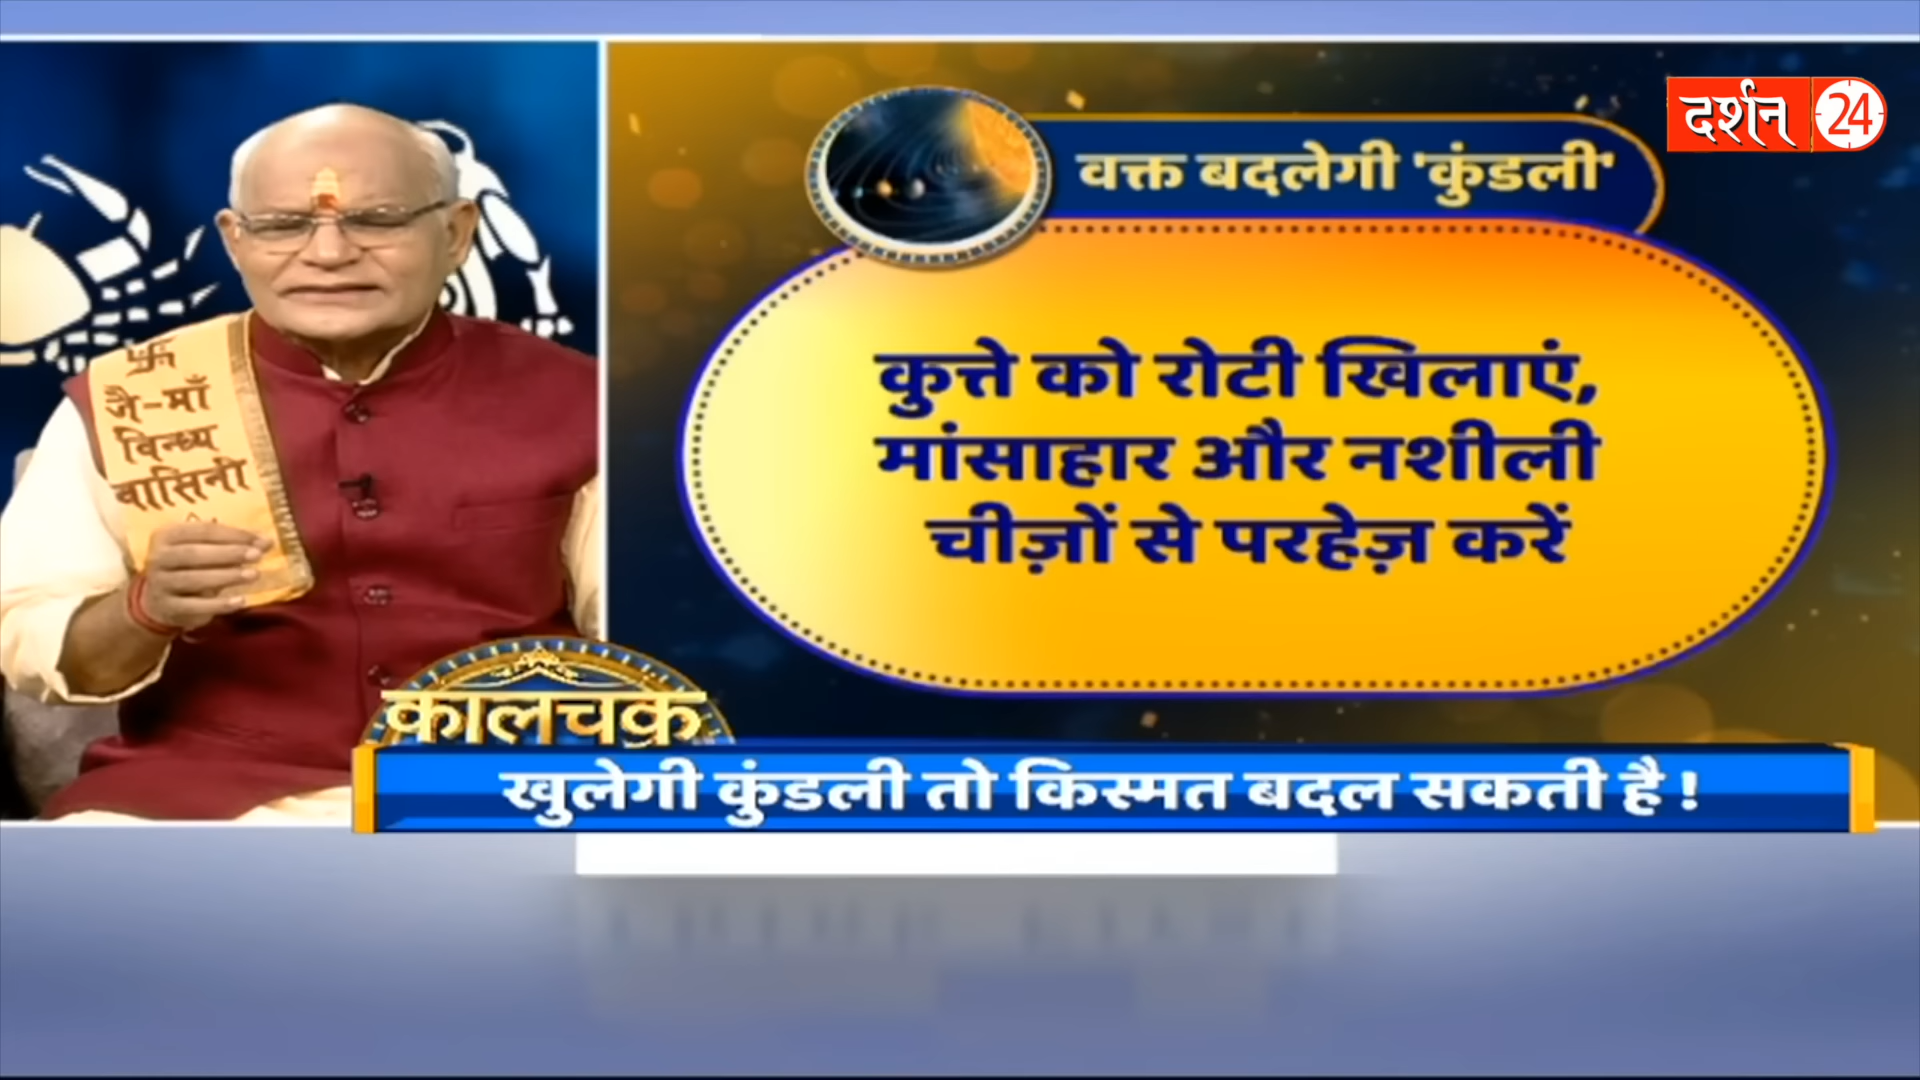 दर्शन 24
वक्त बदलेगी 'कुंडली'
कुत्ते को रोटी खिलाएं,
मांसाहार और नशीली
चीज़ों से परहेज़ करें
जै-माँ
विन्ध्य
वासिनी
कालचक्र
खुलेगी कुंडली तो किस्मत बदल सकती है !